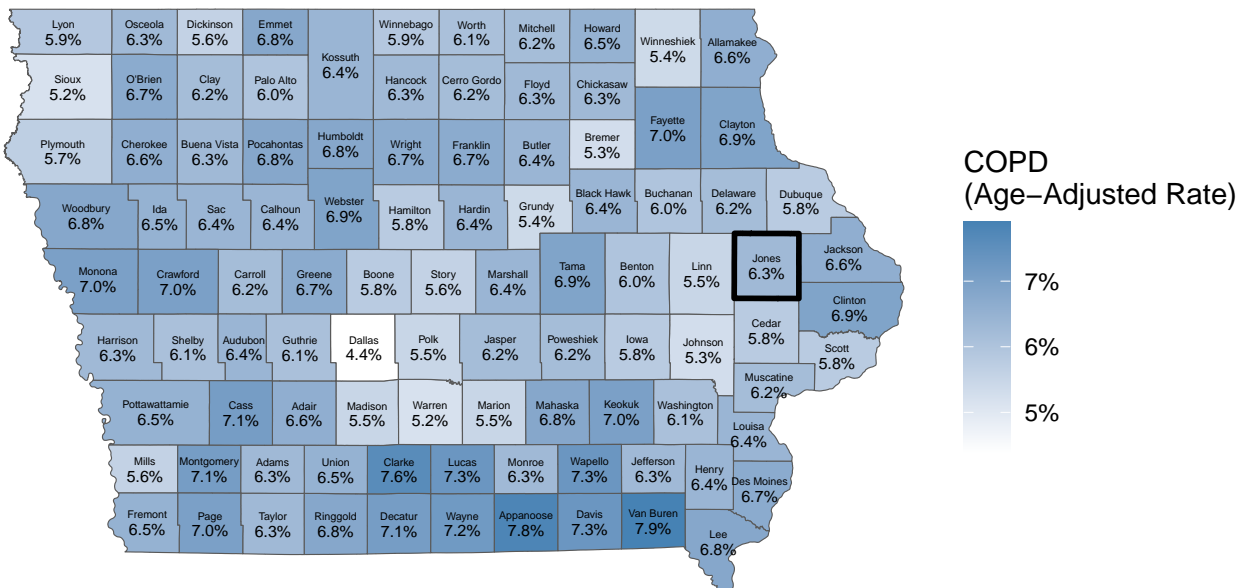 Lyon
5.9%
Osceola
6.3%
Dickinson
5.6%
Emmet
6.8%
Kossuth
6.4%
Winnebago
5.9%
Worth
6.1%
Mitchell
6.2%
Howard
6.5%
Winneshiek
5.4%
Allamakee
6.6%
Sioux
5.2%
O'Brien
6.7%
Clay
6.2%
Palo Alto
6.0%
Hancock
6.3%
Cerro Gordo
6.2%
Floyd
6.3%
Chickasaw
6.3%
Plymouth
5.7%
Cherokee
6.6%
Buena Vista
6.3%
Pocahontas
6.8%
Humboldt
6.8%
Wright
6.7%
Franklin
6.7%
Butler
6.4%
Bremer
5.3%
Fayette
7.0%
Clayton
6.9%
Woodbury
6.8%
Ida
6.5%
Sac
6.4%
Calhoun
6.4%
Webster
6.9%
Hamilton
5.8%
Hardin
6.4%
Grundy
5.4%
Black Hawk
6.4%
Buchanan
6.0%
Delaware
6.2%
Dubuque
5.8%
Monona
7.0%
Crawford
7.0%
Carroll
6.2%
Greene
6.7%
Boone
5.8%
Story
5.6%
Marshall
6.4%
Tama
6.9%
Benton
6.0%
Linn
5.5%
Jones
6.3%
Jackson
6.6%
Clinton
6.9%
Harrison
6.3%
Shelby
6.1%
Audubon
6.4%
Guthrie
6.1%
Dallas
4.4%
Polk
5.5%
Jasper
6.2%
Poweshiek
6.2%
Iowa
5.8%
Johnson
5.3%
Cedar
5.8%
Scott
5.8%
Muscatine
6.2%
Pottawattamie
6.5%
Cass
7.1%
Adair
6.6%
Madison
5.5%
Warren
5.2%
Marion
5.5%
Mahaska
6.8%
Keokuk
7.0%
Washington
6.1%
Louisa
6.4%
Mills
5.6%
Montgomery
7.1%
Adams
6.3%
Union
6.5%
Clarke
7.6%
Lucas
7.3%
Monroe
6.3%
Wapello
7.3%
Jefferson
6.3%
Henry
6.4%
Des Moines
6.7%
Fremont
6.5%
Page
7.0%
Taylor
6.3%
Ringgold
6.8%
Decatur
7.1%
Wayne
7.2%
Appanoose
7.8%
Davis
7.3%
Van Buren
7.9%
Lee
6.8%
COPD
(Age−Adjusted Rate)
7%
6%
5%